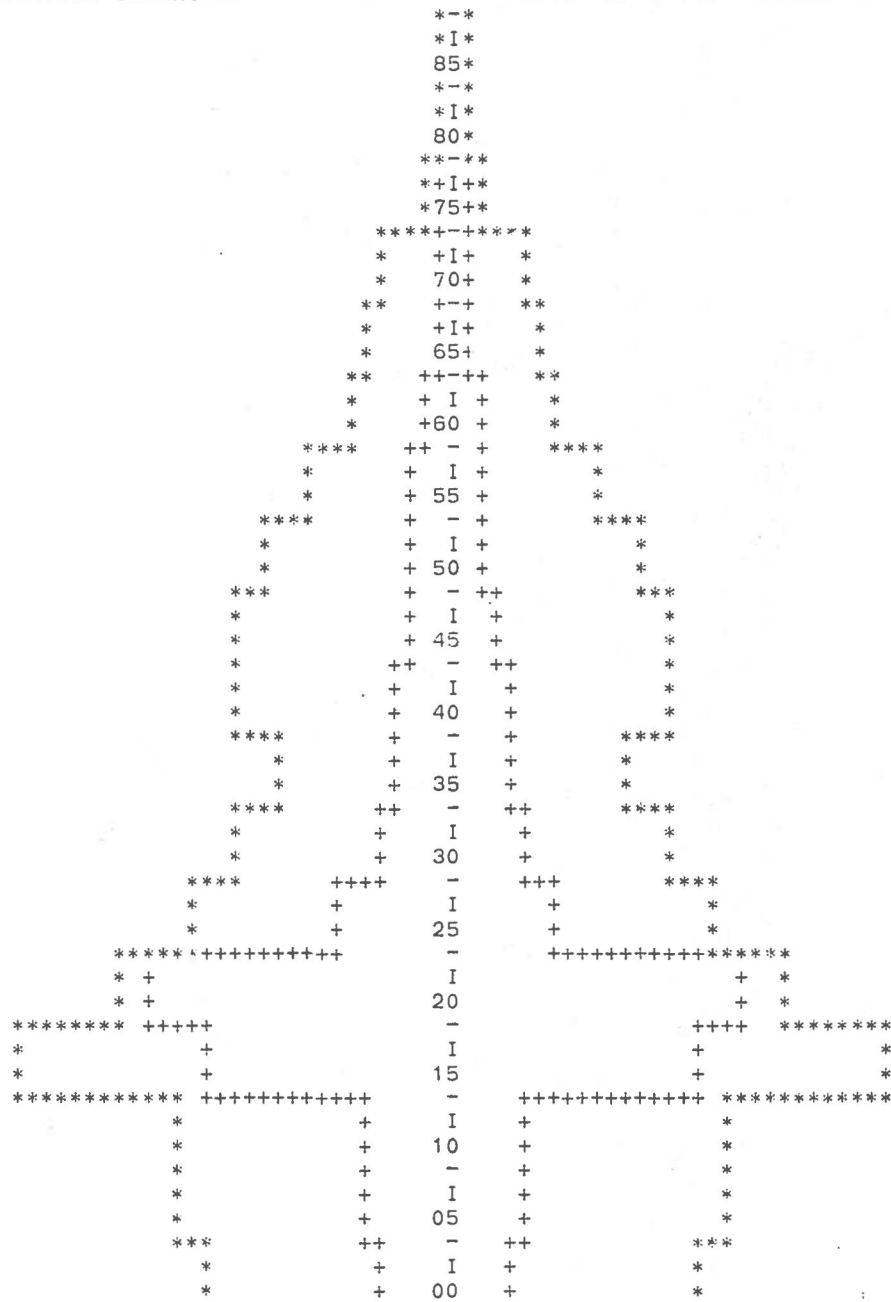 *-*
*I*
85*
*-*
*I*
80*
**-**
*+I+*
*75+*
****+-+****
* +I+ *
* 70+ *
** +-+ **
* +I+ *
* 65+ *
** ++-++ **
* + I + *
* +60 + *
**** ++ - + ****
* + I + *
* + 55 + *
**** + - + ****
* + I + *
* + 50 + *
*** + - ++ ***
* + I + *
* + 45 + *
* ++ - ++ *
* + I + *
* + 40 + *
**** + - + ****
* + I + *
* + 35 + *
**** ++ - ++ ****
* + I + *
* + 30 + *
**** ++++ - +++ ****
* + I + *
* + 25 + *
******++++++++++ - +++++++++++******
* + I + *
* + 20 + *
******** +++++ - ++++ ********
* + I + *
* + 15 + *
************ ++++++++++++ - +++++++++++++ ************
* + I + *
* + 10 + *
* + - + *
* + I + *
* + 05 + *
*** ++ - ++ ***
* + I + *
* + 00 + *